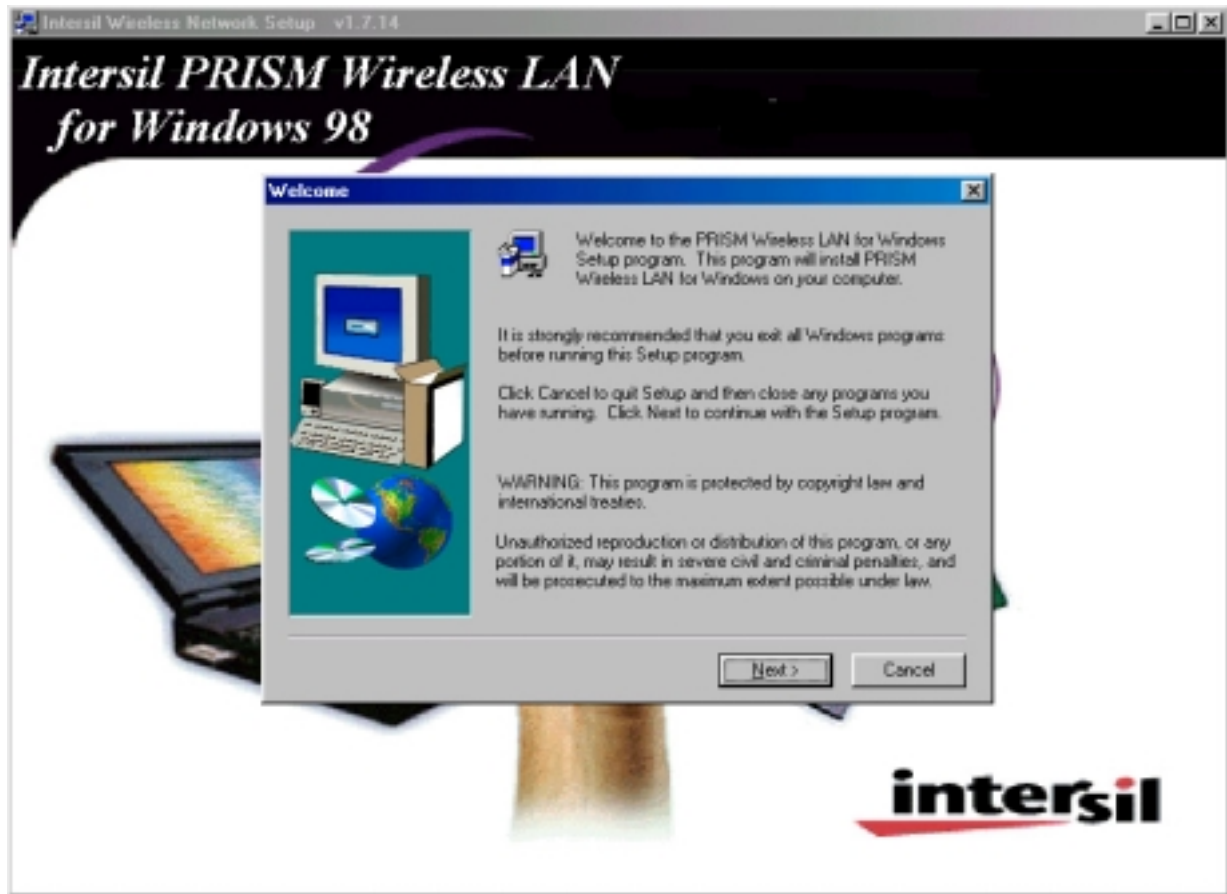 Intersil Wireless Network Setup v1.7.14
Intersil PRISM Wireless LAN
for Windows 98
Welcome
Welcome to the PRISM Wireless LAN for Windows
Setup program. This program will install PRISM
Wireless LAN for Windows on your computer.
It is strongly recommended that you exit all Windows programs
before running this Setup program.
Click Cancel to quit Setup and then close any programs you
have running. Click Next to continue with the Setup program.
WARNING: This program is protected by copyright law and
international treaties.
Unauthorized reproduction or distribution of this program, or any
portion of it, may result in severe civil and criminal penalties, and
will be prosecuted to the maximum extent possible under law.
Next >
Cancel
intersil